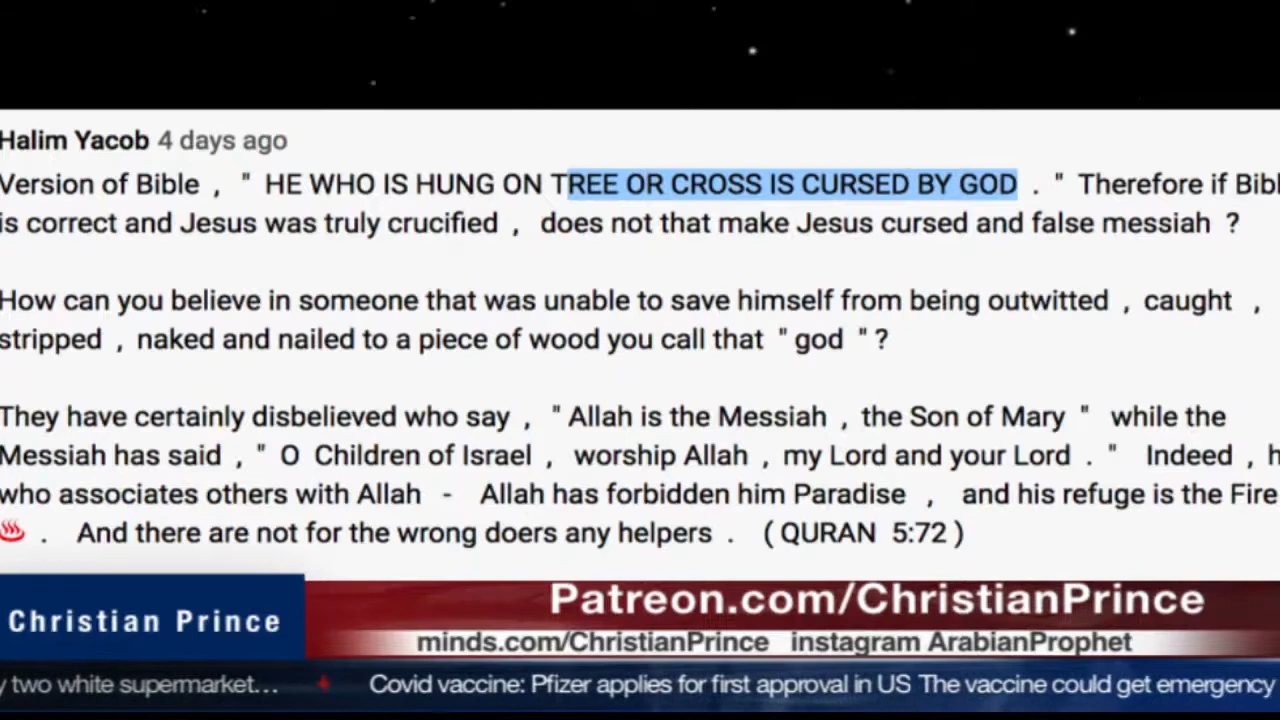 Halim Yacob 4 days ago
Version of Bible , " HE WHO IS HUNG ON TREE OR CROSS IS CURSED BY GOD . " Therefore if
is correct and Jesus was truly crucified , does not that make Jesus cursed and false messiah ?
How can you believe in someone that was unable to save himself from being outwitted , caught ,
stripped , naked and nailed to a piece of wood you call that " god " ?
They have certainly disbelieved who say , " Allah is the Messiah , the Son of Mary " while the
Messiah has said , " O Children of Israel , worship Allah , my Lord and your Lord . " Indeed ,
who associates others with Allah - Allah has forbidden him Paradise , and his refuge is the Fire
. And there are not for the wrong doers any helpers . ( QURAN 5:72 )
Christian Prince
Patreon.com/ChristianPrince
minds.com/ChristianPrince instagram ArabianProphet
two white supermarket... Covid vaccine: Pfizer applies for first approval in US The vaccine could get emergency